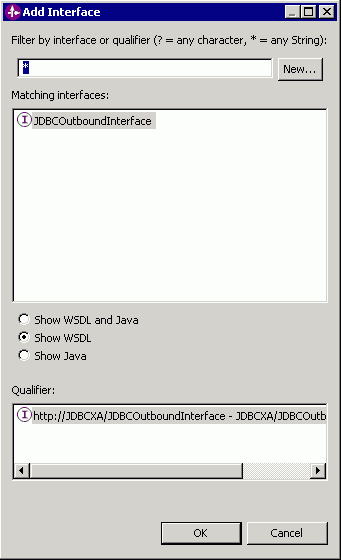 Add Interface
Filter by interface or qualifier (? = any character, * = any String):
*
New...
Matching interfaces:
JDBCOutboundInterface
Show WSDL and Java
Show WSDL
Show Java
Qualifier:
http://JDBCXA/JDBCOutboundInterface - JDBCXA/JDBCOutb
OK
Cancel